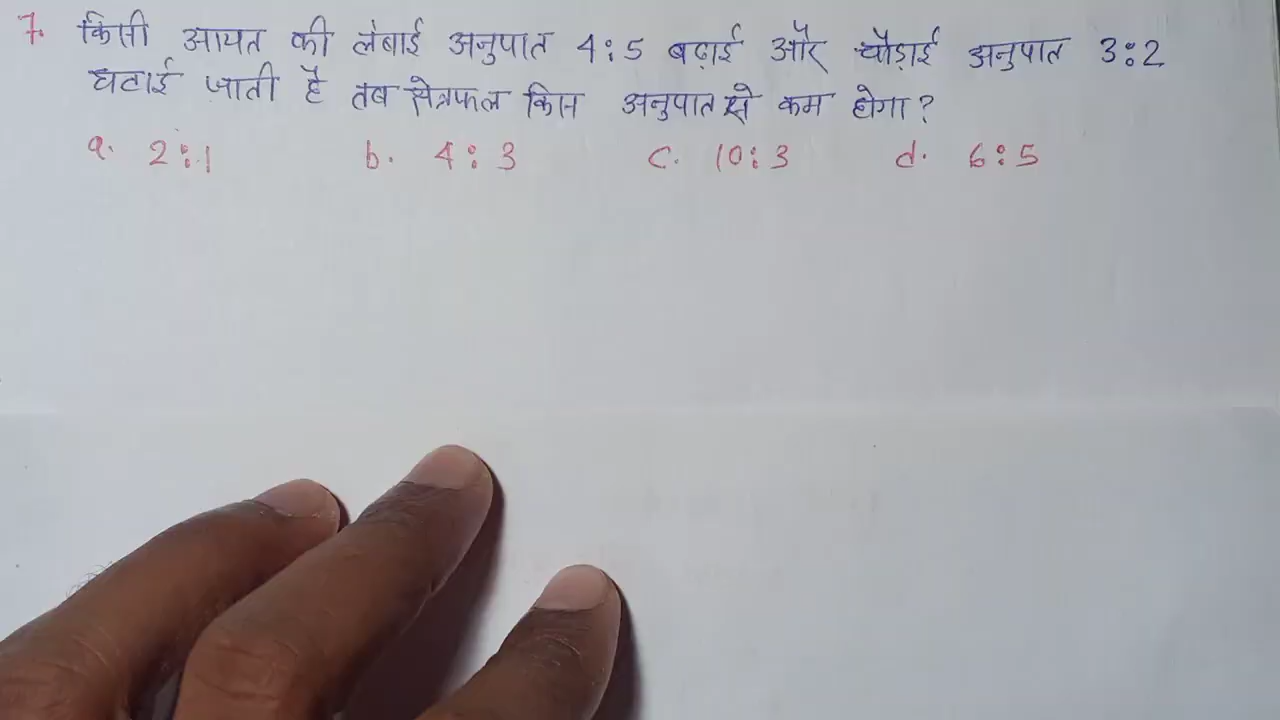 7. किसी आयत की लंबाई अनुपात 4:5 बढ़ाई और चौड़ाई अनुपात 3:2
घटाई जाती है तब क्षेत्रफल किस अनुपात से कम होगा?
a. 2:1 b. 4:3 c. 10:3 d. 6:5